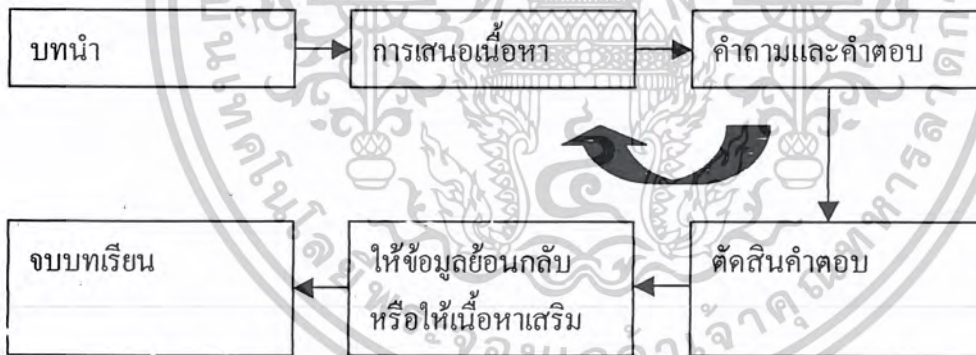 บทนำ
การเสนอเนื้อหา
คำถามและคำตอบ
ตัดสินคำตอบ
ให้ข้อมูลย้อนกลับ
หรือให้เนื้อหาเสริม
จบบทเรียน